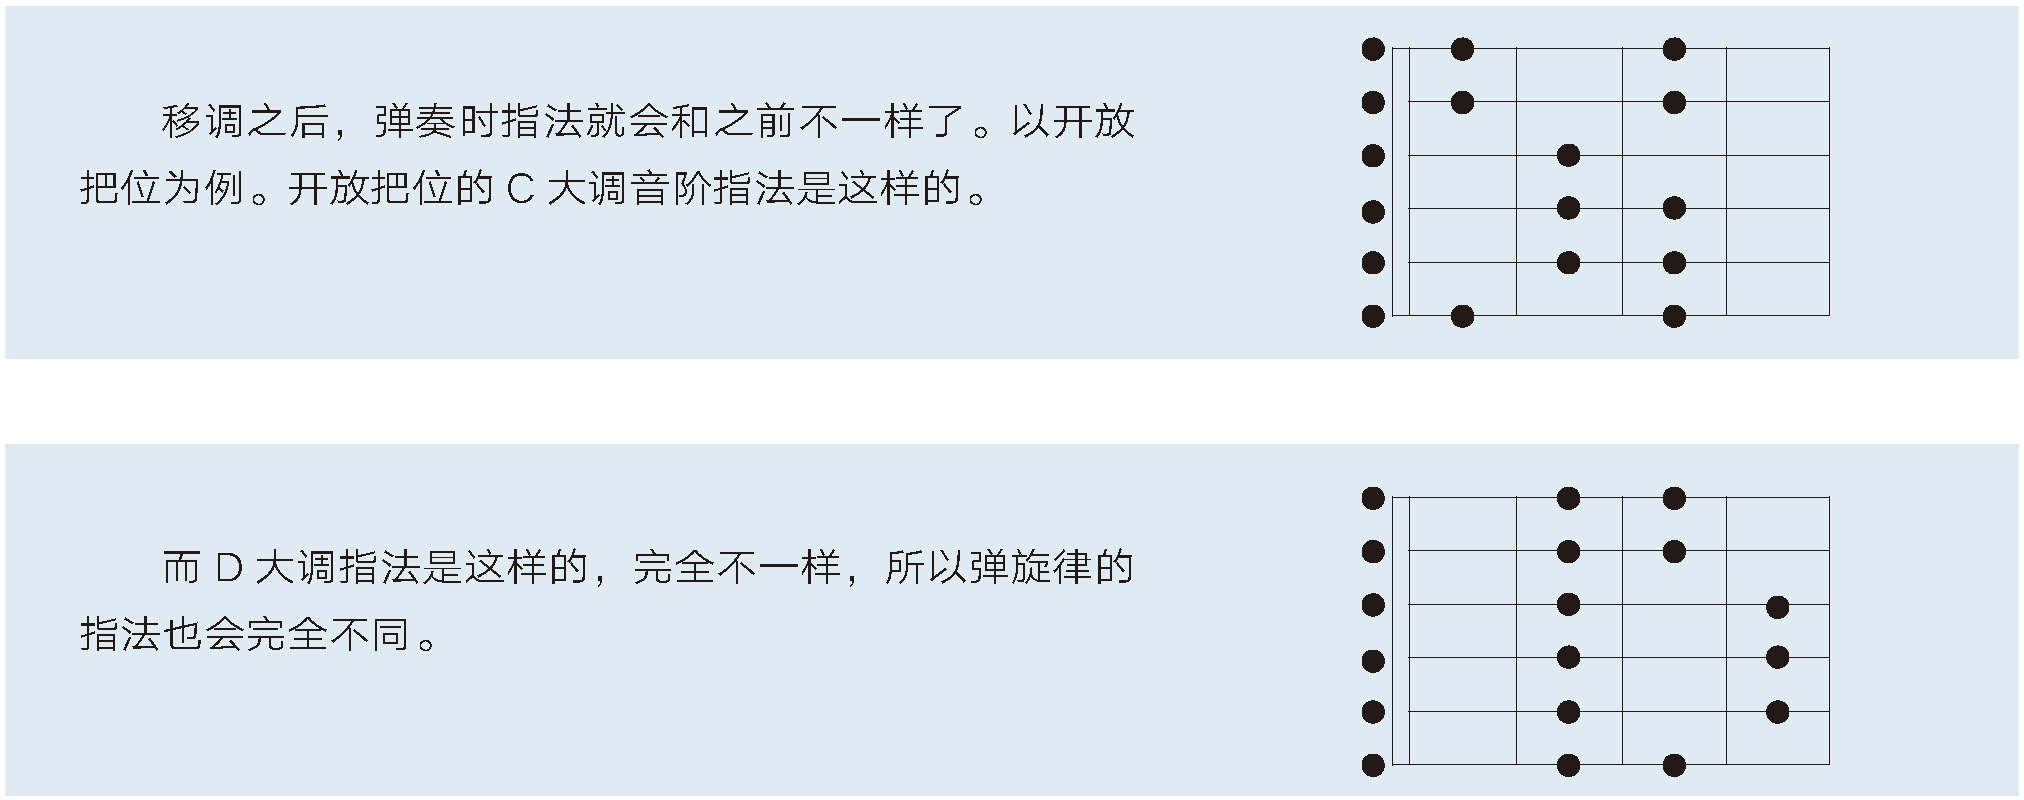 移调之后，弹奏时指法就会和之前不一样了。以开放
把位为例。开放把位的 C 大调音阶指法是这样的。
而 D 大调指法是这样的，完全不一样，所以弹旋律的
指法也会完全不同。